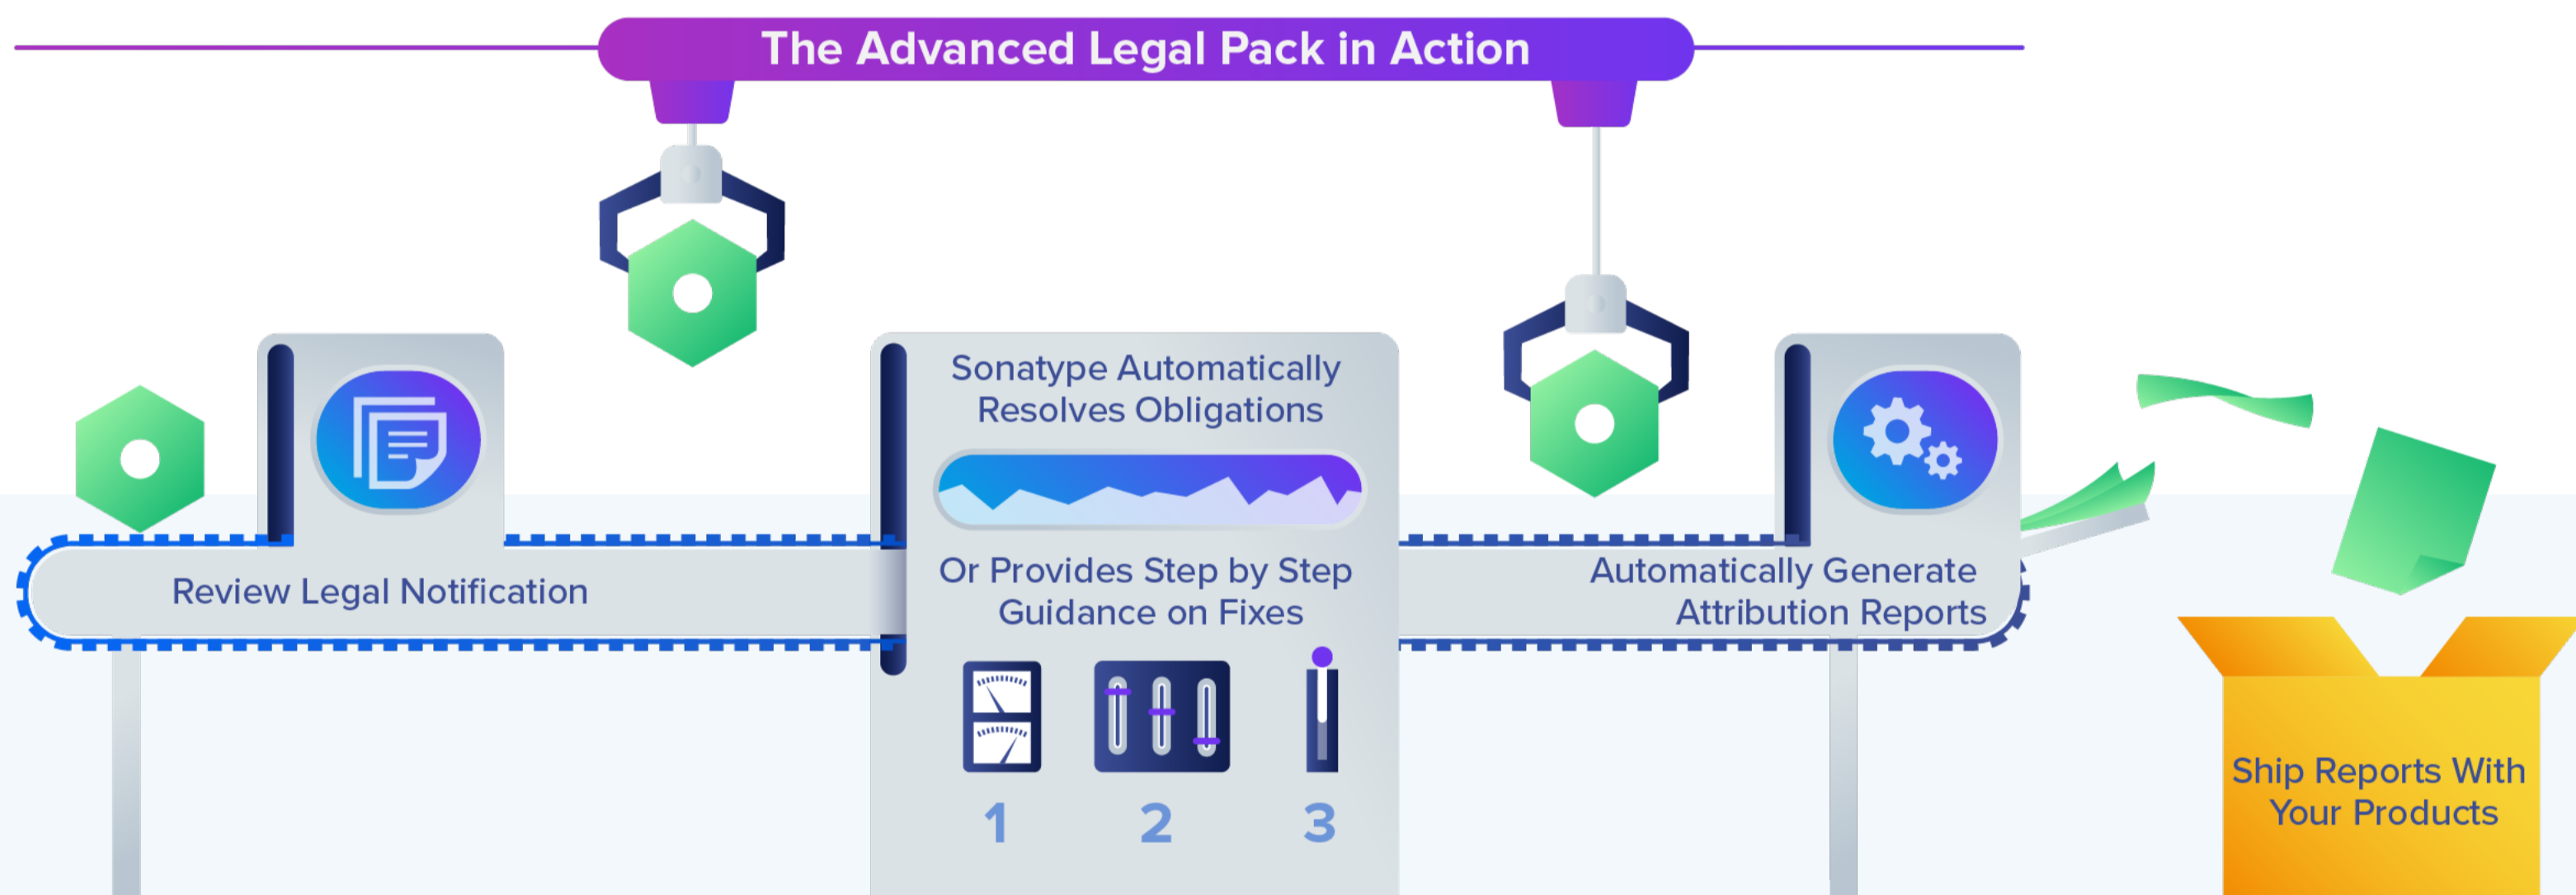 The Advanced Legal Pack in Action
Review Legal Notification
Sonatype Automatically
Resolves Obligations
Or Provides Step by Step
Guidance on Fixes
1 2 3
Automatically Generate
Attribution Reports
Ship Reports With
Your Products